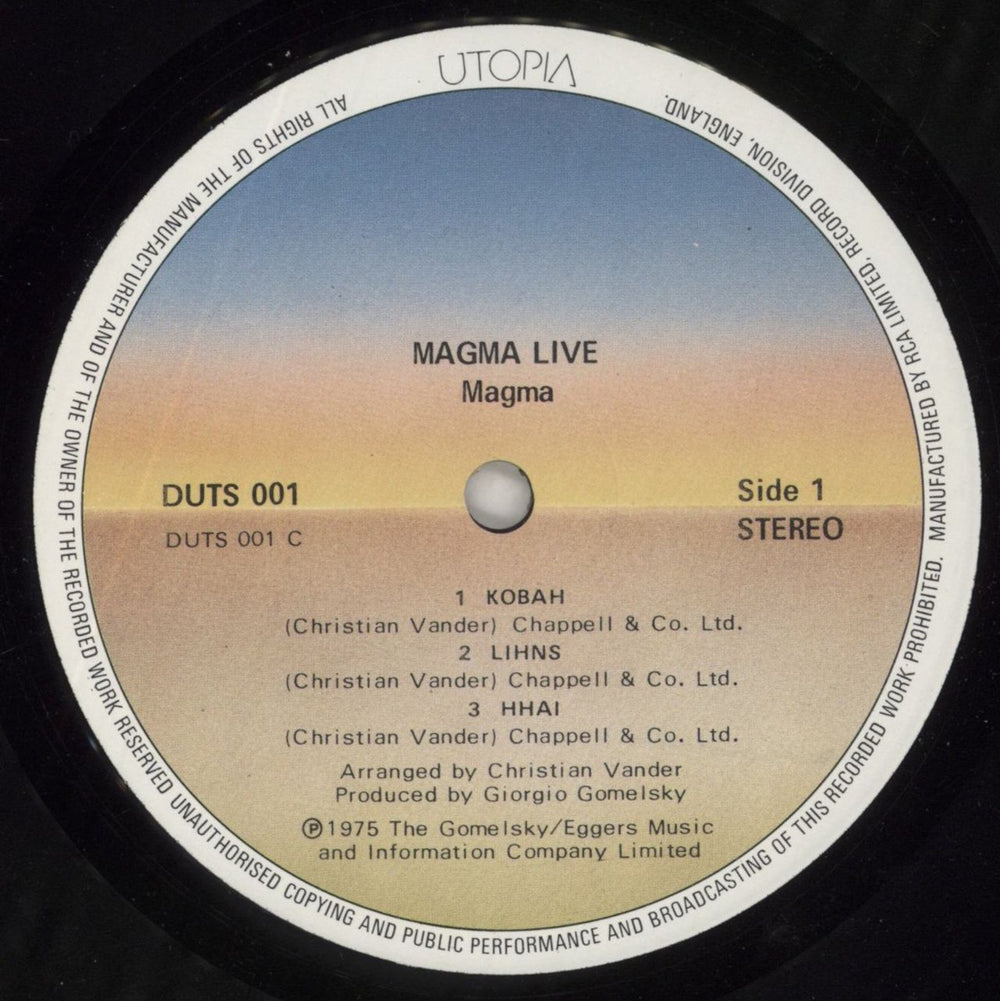 UTOPIA
MAGMA LIVE
Magma
DUTS 001
DUTS 001 C
Side 1
STEREO
1 KOBAH
(Christian Vander) Chappell & Co. Ltd.
2 LIHNS
(Christian Vander) Chappell & Co. Ltd.
3 HHAI
(Christian Vander) Chappell & Co. Ltd.
Arranged by Christian Vander
Produced by Giorgio Gomelsky
Ⓟ1975 The Gomelsky/Eggers Music
and Information Company Limited
ALL RIGHTS OF THE MANUFACTURER AND OF THE OWNER OF THE RECORDED WORK RESERVED UNAUTHORISED COPYING AND PUBLIC PERFORMANCE AND BROADCASTING OF THIS RECORDED WORK PROHIBITED. MANUFACTURED BY RCA LIMITED, RECORD DIVISION, ENGLAND.